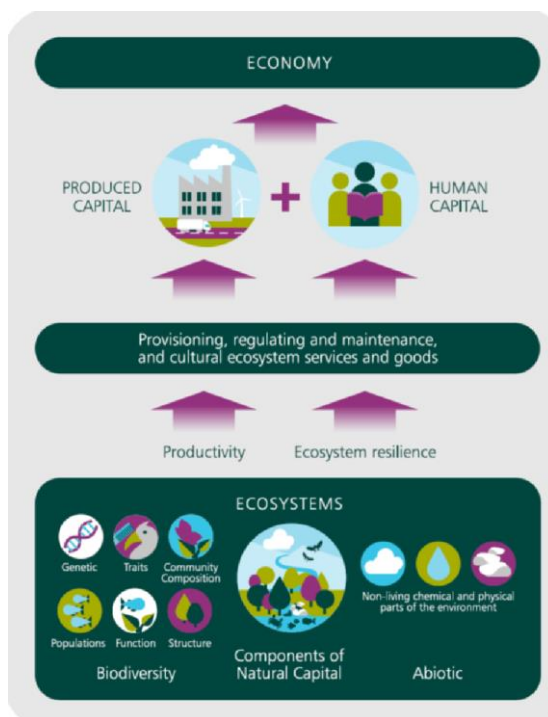 ECONOMY
PRODUCED
CAPITAL
+
HUMAN
CAPITAL
Provisioning, regulating and maintenance,
and cultural ecosystem services and goods
Productivity
Ecosystem resilience
ECOSYSTEMS
Genetic
Traits
Community
Composition
Populations
Function
Structure
Biodiversity
Components of
Natural Capital
Non-living chemical and physical
parts of the environment
Abiotic